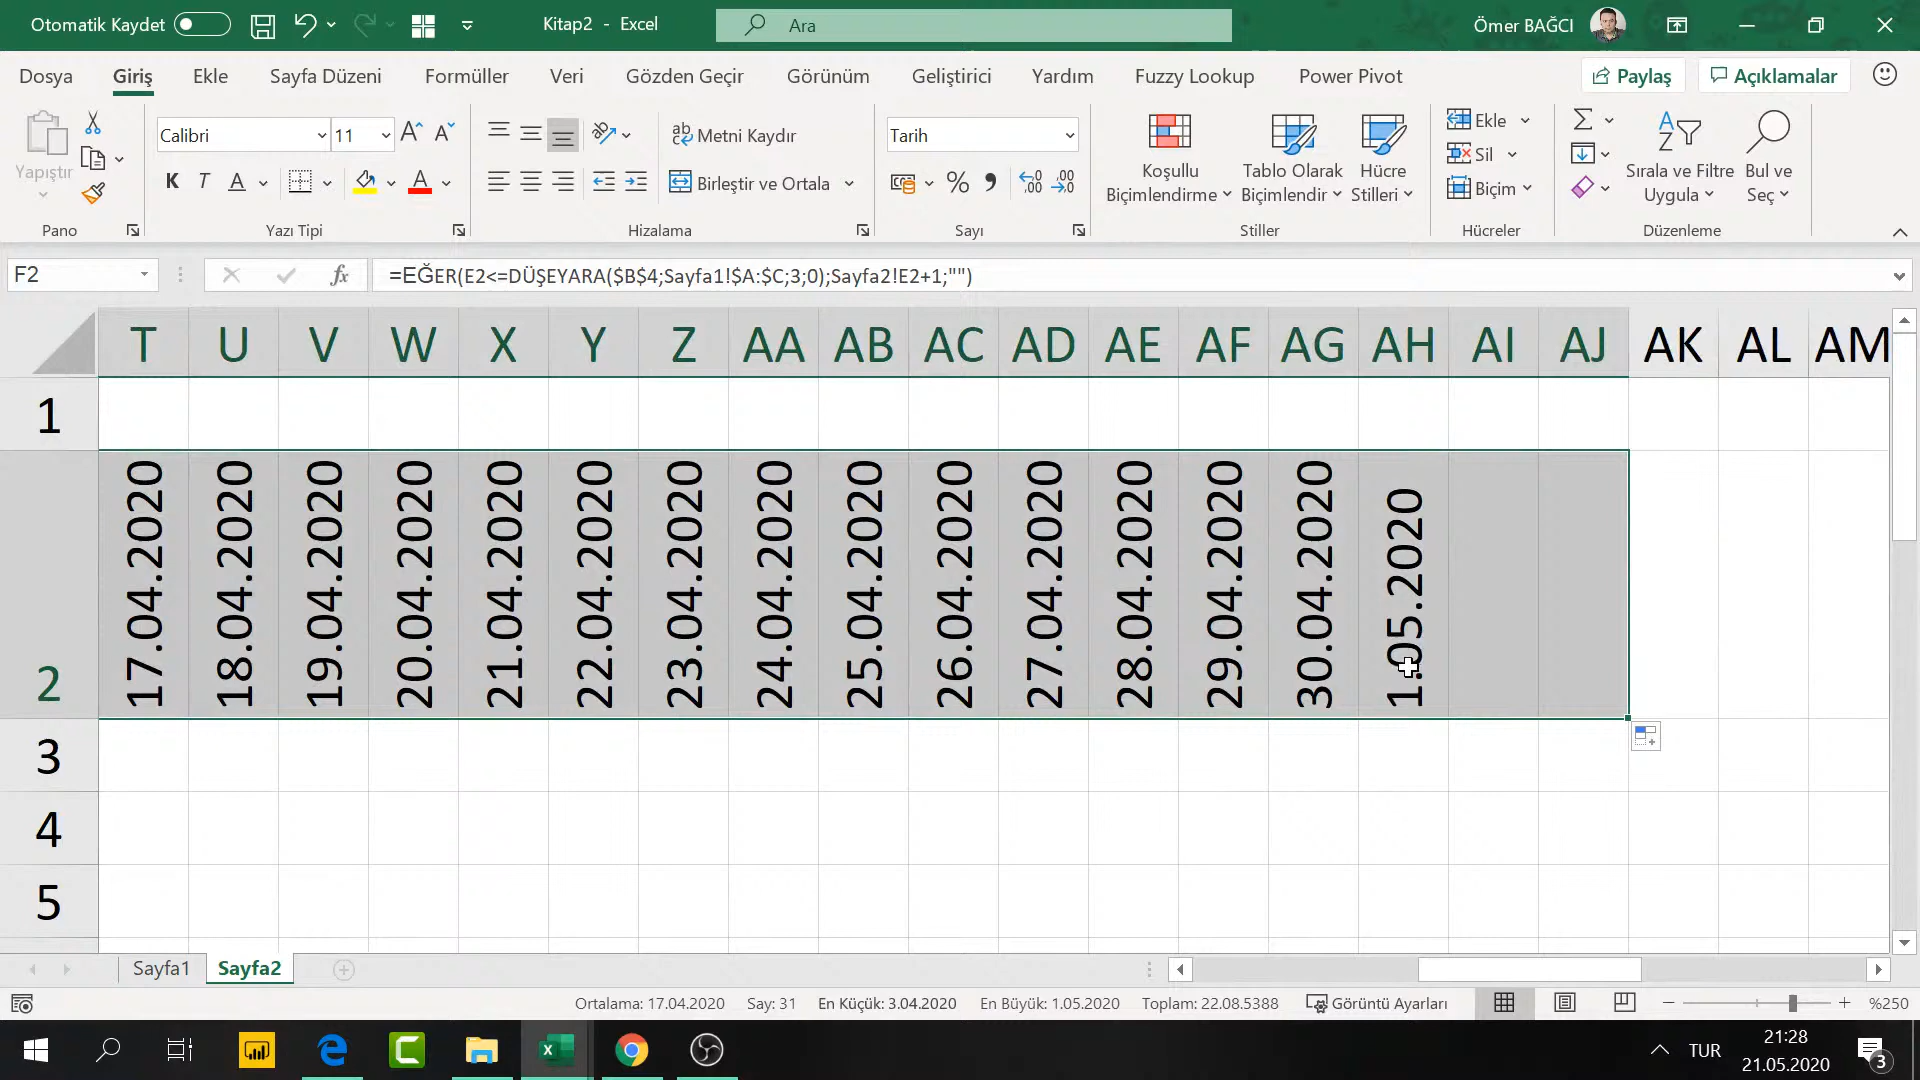 Otomatik Kaydet
Kitap2 - Excel
Ara
Ömer BAĞCI
Dosya Giriş Ekle Sayfa Düzeni Formüller Veri Gözden Geçir Görünüm Geliştirici Yardım Fuzzy Lookup Power Pivot Paylaş Açıklamalar
Yapıştır
Pano
Calibri 11
K T A A
Yazı Tipi
ab Metni Kaydır
Birleştir ve Ortala
Hizalama
Tarih
% ,00 ,0
Sayı
Koşullu Biçimlendirme
Tablo Olarak Biçimlendir
Hücre Stilleri
Stiller
Ekle
Sil
Biçim
Hücreler
Sırala ve Filtre Uygula
Bul ve Seç
Düzenleme
F2
fx
=EĞER(E2<=DÜŞEYARA($B$4;Sayfa1!$A:$C;3;0);Sayfa2!E2+1;"")
T U V W X Y Z AA AB AC AD AE AF AG AH AI AJ AK AL AM
1
2 17.04.2020 18.04.2020 19.04.2020 20.04.2020 21.04.2020 22.04.2020 23.04.2020 24.04.2020 25.04.2020 26.04.2020 27.04.2020 28.04.2020 29.04.2020 30.04.2020 1.05.2020
3
4
5
Sayfa1 Sayfa2
Ortalama: 17.04.2020 Say: 31 En Küçük: 3.04.2020 En Büyük: 1.05.2020 Toplam: 22.08.5388 Görüntü Ayarları %250
TUR
21:28
21.05.2020
3